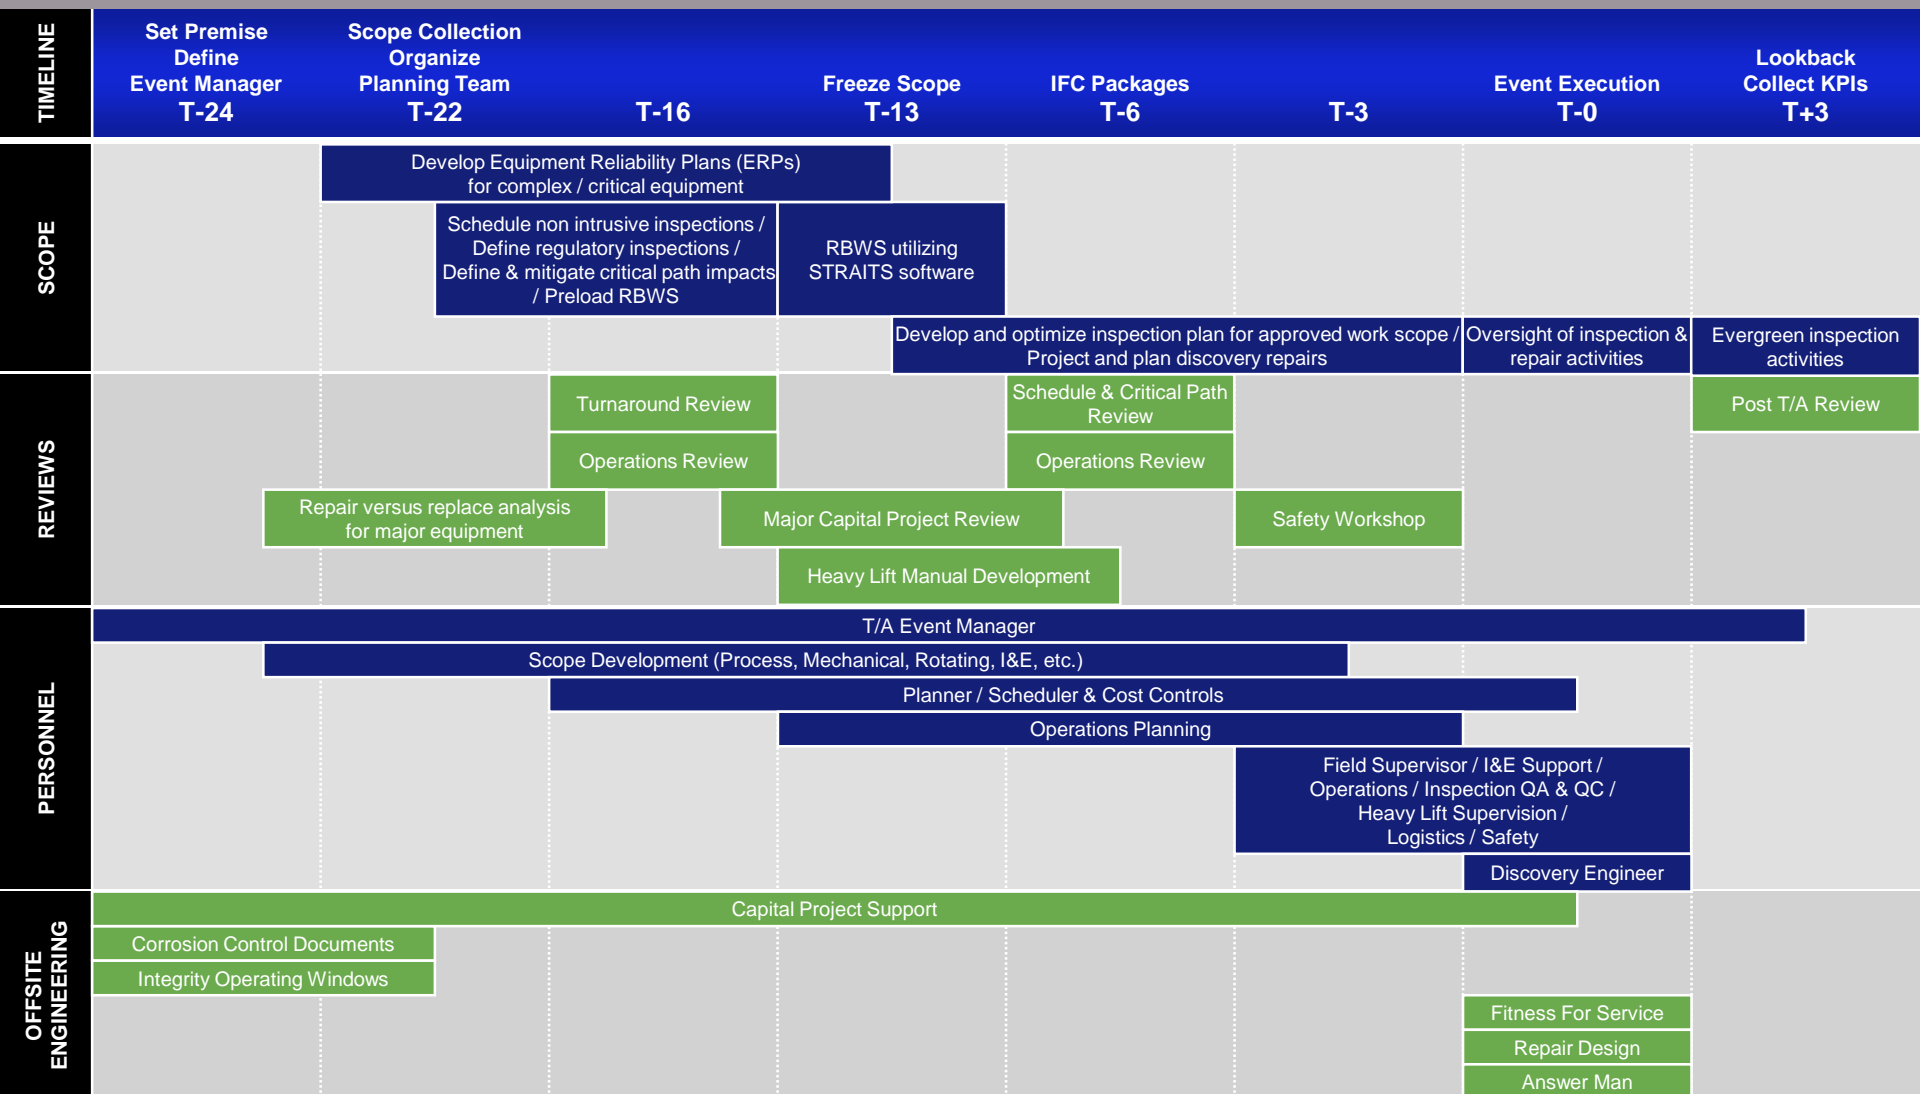 TIMELINE
Set Premise
Define
Event Manager
T-24
Scope Collection
Organize
Planning Team
T-22
T-16
Freeze Scope
T-13
IFC Packages
T-6
T-3
Event Execution
T-0
Lookback
Collect KPIs
T+3
SCOPE
Develop Equipment Reliability Plans (ERPs)
for complex / critical equipment
Schedule non intrusive inspections /
Define regulatory inspections /
Define & mitigate critical path impacts
/ Preload RBWS
RBWS utilizing
STRAITS software
Develop and optimize inspection plan for approved work scope /
Project and plan discovery repairs
Oversight of inspection &
repair activities
Evergreen inspection
activities
REVIEWS
Turnaround Review
Schedule & Critical Path
Review
Post T/A Review
Operations Review
Operations Review
Repair versus replace analysis
for major equipment
Major Capital Project Review
Safety Workshop
Heavy Lift Manual Development
PERSONNEL
T/A Event Manager
Scope Development (Process, Mechanical, Rotating, I&E, etc.)
Planner / Scheduler & Cost Controls
Operations Planning
Field Supervisor / I&E Support /
Operations / Inspection QA & QC /
Heavy Lift Supervision /
Logistics / Safety
Discovery Engineer
OFFSITE
ENGINEERING
Capital Project Support
Corrosion Control Documents
Integrity Operating Windows
Fitness For Service
Repair Design
Answer Man